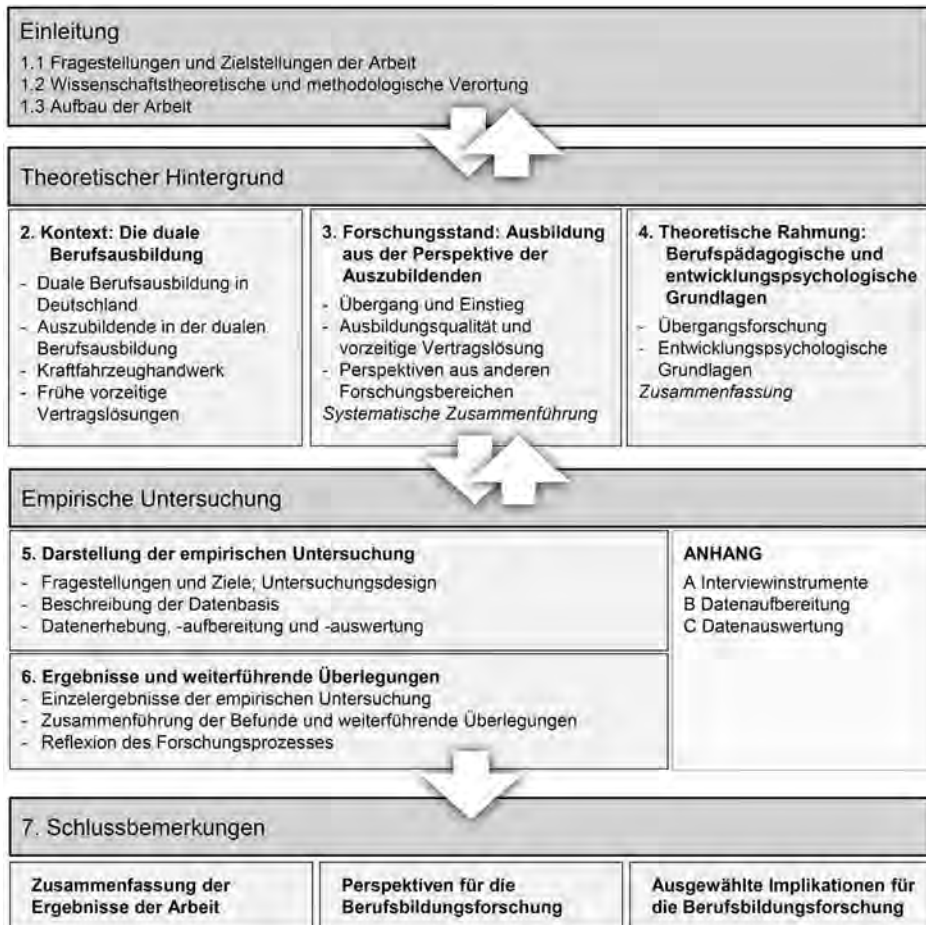 Einleitung
1.1 Fragestellungen und Zielstellungen der Arbeit
1.2 Wissenschaftstheoretische und methodologische Verortung
1.3 Aufbau der Arbeit
Theoretischer Hintergrund
2. Kontext: Die duale
Berufsausbildung
- Duale Berufsausbildung in
Deutschland
- Auszubildende in der dualen
Berufsausbildung
- Kraftfahrzeughandwerk
- Frühe vorzeitige
Vertragslösungen
3. Forschungsstand: Ausbildung
aus der Perspektive der
Auszubildenden
- Übergang und Einstieg
- Ausbildungsqualität und
vorzeitige Vertragslösung
- Perspektiven aus anderen
Forschungsbereichen
Systematische Zusammenführung
4. Theoretische Rahmung:
Berufspädagogische und
entwicklungspsychologische
Grundlagen
- Übergangsforschung
- Entwicklungspsychologische
Grundlagen
Zusammenfassung
Empirische Untersuchung
5. Darstellung der empirischen Untersuchung
- Fragestellungen und Ziele; Untersuchungsdesign
- Beschreibung der Datenbasis
- Datenerhebung, -aufbereitung und -auswertung
6. Ergebnisse und weiterführende Überlegungen
- Einzelergebnisse der empirischen Untersuchung
- Zusammenführung der Befunde und weiterführende Überlegungen
- Reflexion des Forschungsprozesses
ANHANG
A Interviewinstrumente
B Datenaufbereitung
C Datenauswertung
7. Schlussbemerkungen
Zusammenfassung der
Ergebnisse der Arbeit
Perspektiven für die
Berufsbildungsforschung
Ausgewählte Implikationen für
die Berufsbildungsforschung